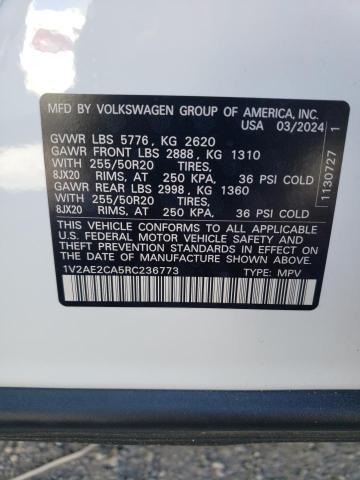 MFD BY VOLKSWAGEN GROUP OF AMERICA, INC.
USA 03/2024
GVWR LBS 5776, KG 2620
GAWR FRONT LBS 2888, KG 1310
WITH 255/50R20 TIRES,
8JX20 RIMS, AT 250 KPA, 36 PSI COLD
GAWR REAR LBS 2998, KG 1360
WITH 255/50R20 TIRES,
8JX20 RIMS, AT 250 KPA, 36 PSI COLD
THIS VEHICLE CONFORMS TO ALL APPLICABLE
U.S. FEDERAL MOTOR VEHICLE SAFETY AND
THEFT PREVENTION STANDARDS IN EFFECT ON
THE DATE OF MANUFACTURE SHOWN ABOVE.
1V2AE2CA5RC236773 TYPE: MPV
1130727 1